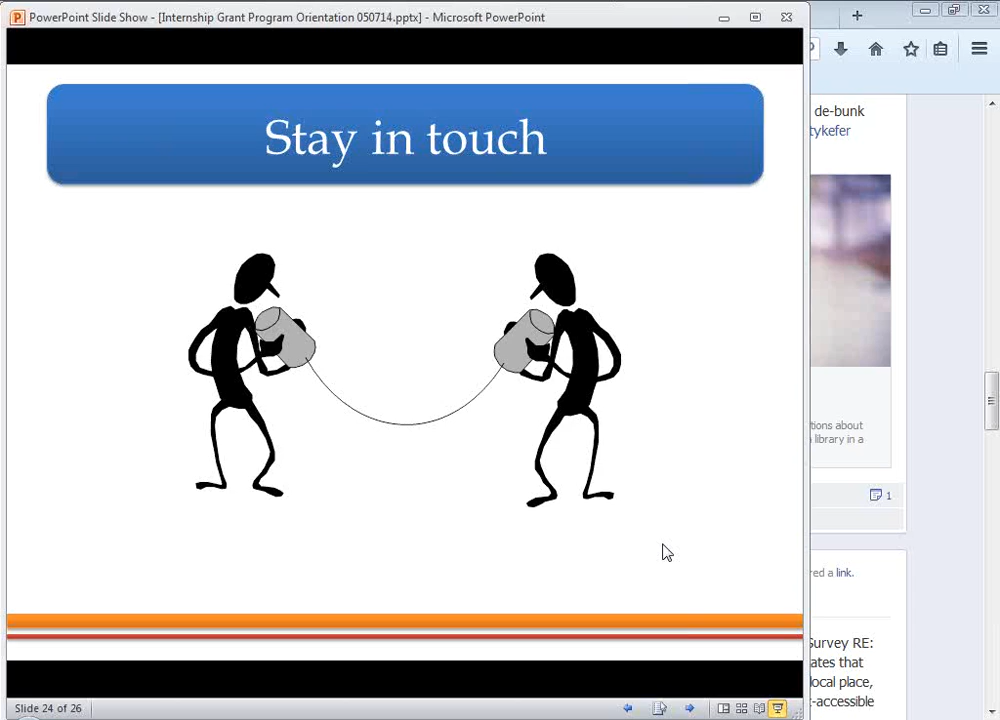 PowerPoint Slide Show - [Internship Grant Program Orientation 050714.pptx] - Microsoft PowerPoint
Stay in touch
Slide 24 of 26
de-bunk
tykefer
tions about
library in a
1
red a link.
Survey RE:
ates that
local place,
-accessible